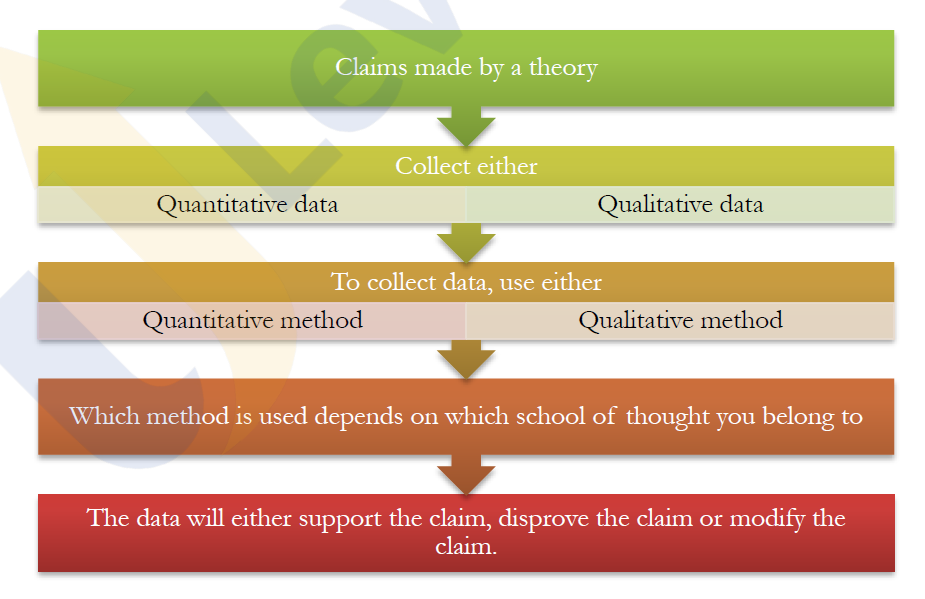 Claims made by a theory
Collect either
Quantitative data
Qualitative data
To collect data, use either
Quantitative method
Qualitative method
Which method is used depends on which school of thought you belong to
The data will either support the claim, disprove the claim or modify the
claim.